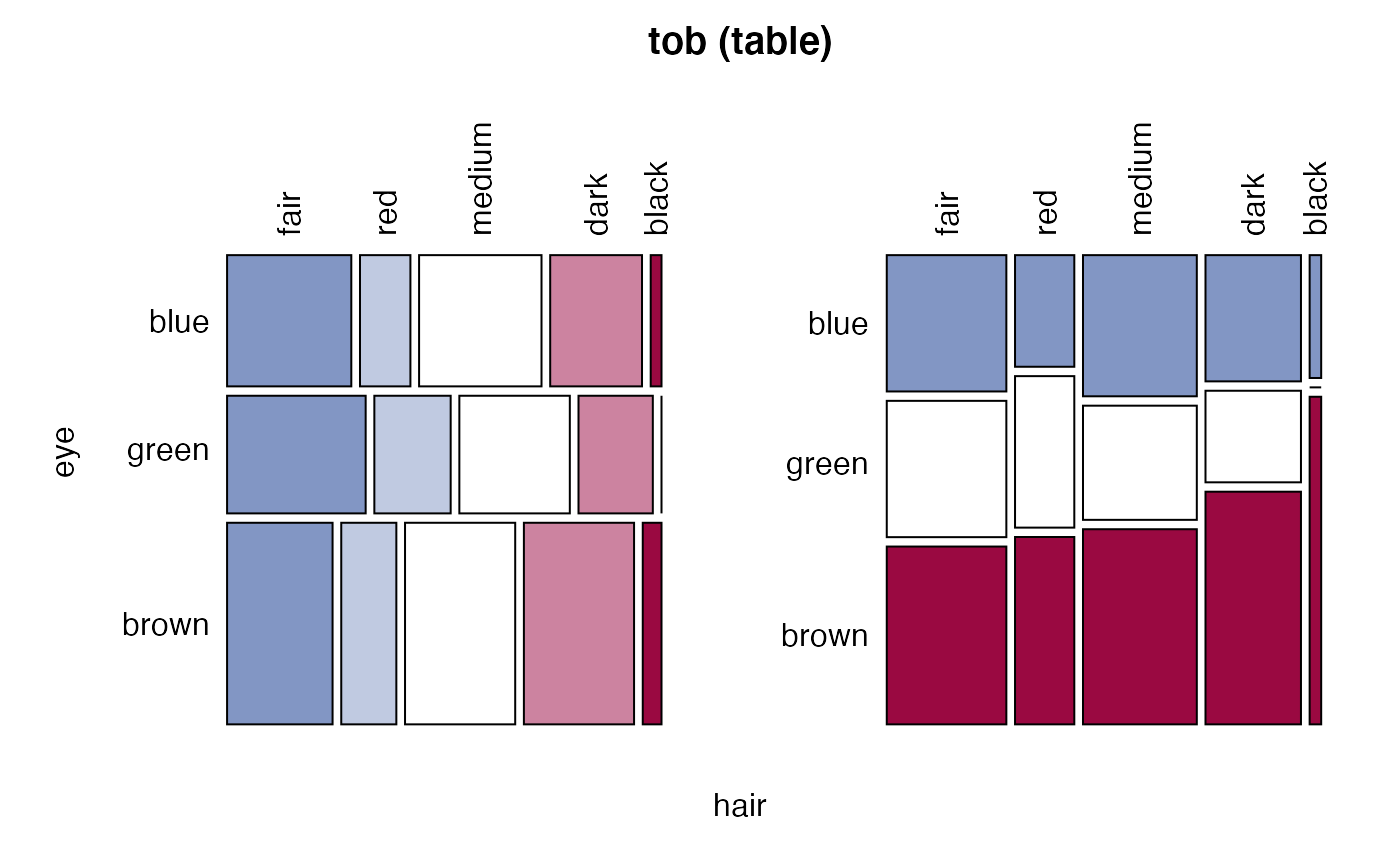 tob (table)
fair red medium dark black
fair red medium dark black
blue
green
brown
blue
green
brown
eye
hair